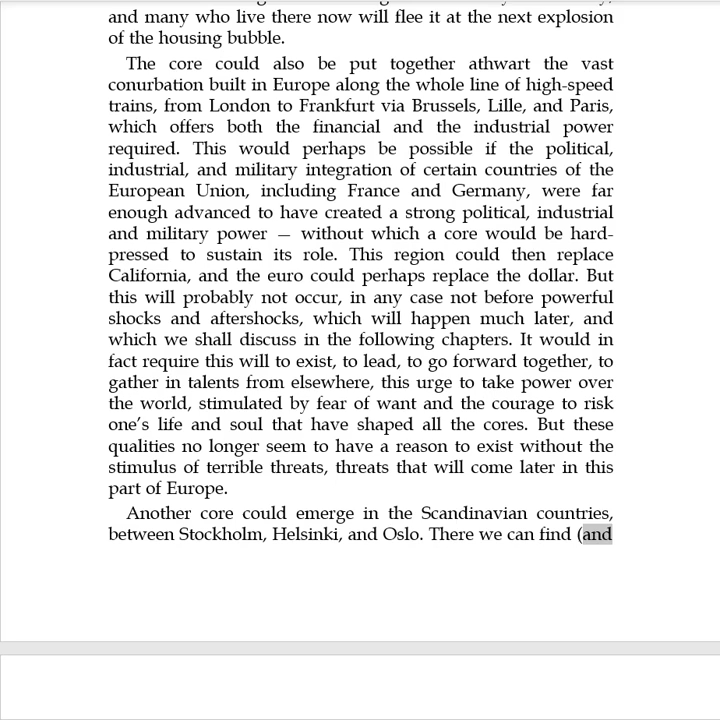 and many who live there now will flee it at the next explosion
of the housing bubble.
The core could also be put together athwart the vast
conurbation built in Europe along the whole line of high-speed
trains, from London to Frankfurt via Brussels, Lille, and Paris,
which offers both the financial and the industrial power
required. This would perhaps be possible if the political,
industrial, and military integration of certain countries of the
European Union, including France and Germany, were far
enough advanced to have created a strong political, industrial
and military power — without which a core would be hard-
pressed to sustain its role. This region could then replace
California, and the euro could perhaps replace the dollar. But
this will probably not occur, in any case not before powerful
shocks and aftershocks, which will happen much later, and
which we shall discuss in the following chapters. It would in
fact require this will to exist, to lead, to go forward together, to
gather in talents from elsewhere, this urge to take power over
the world, stimulated by fear of want and the courage to risk
one’s life and soul that have shaped all the cores. But these
qualities no longer seem to have a reason to exist without the
stimulus of terrible threats, threats that will come later in this
part of Europe.
Another core could emerge in the Scandinavian countries,
between Stockholm, Helsinki, and Oslo. There we can find (and